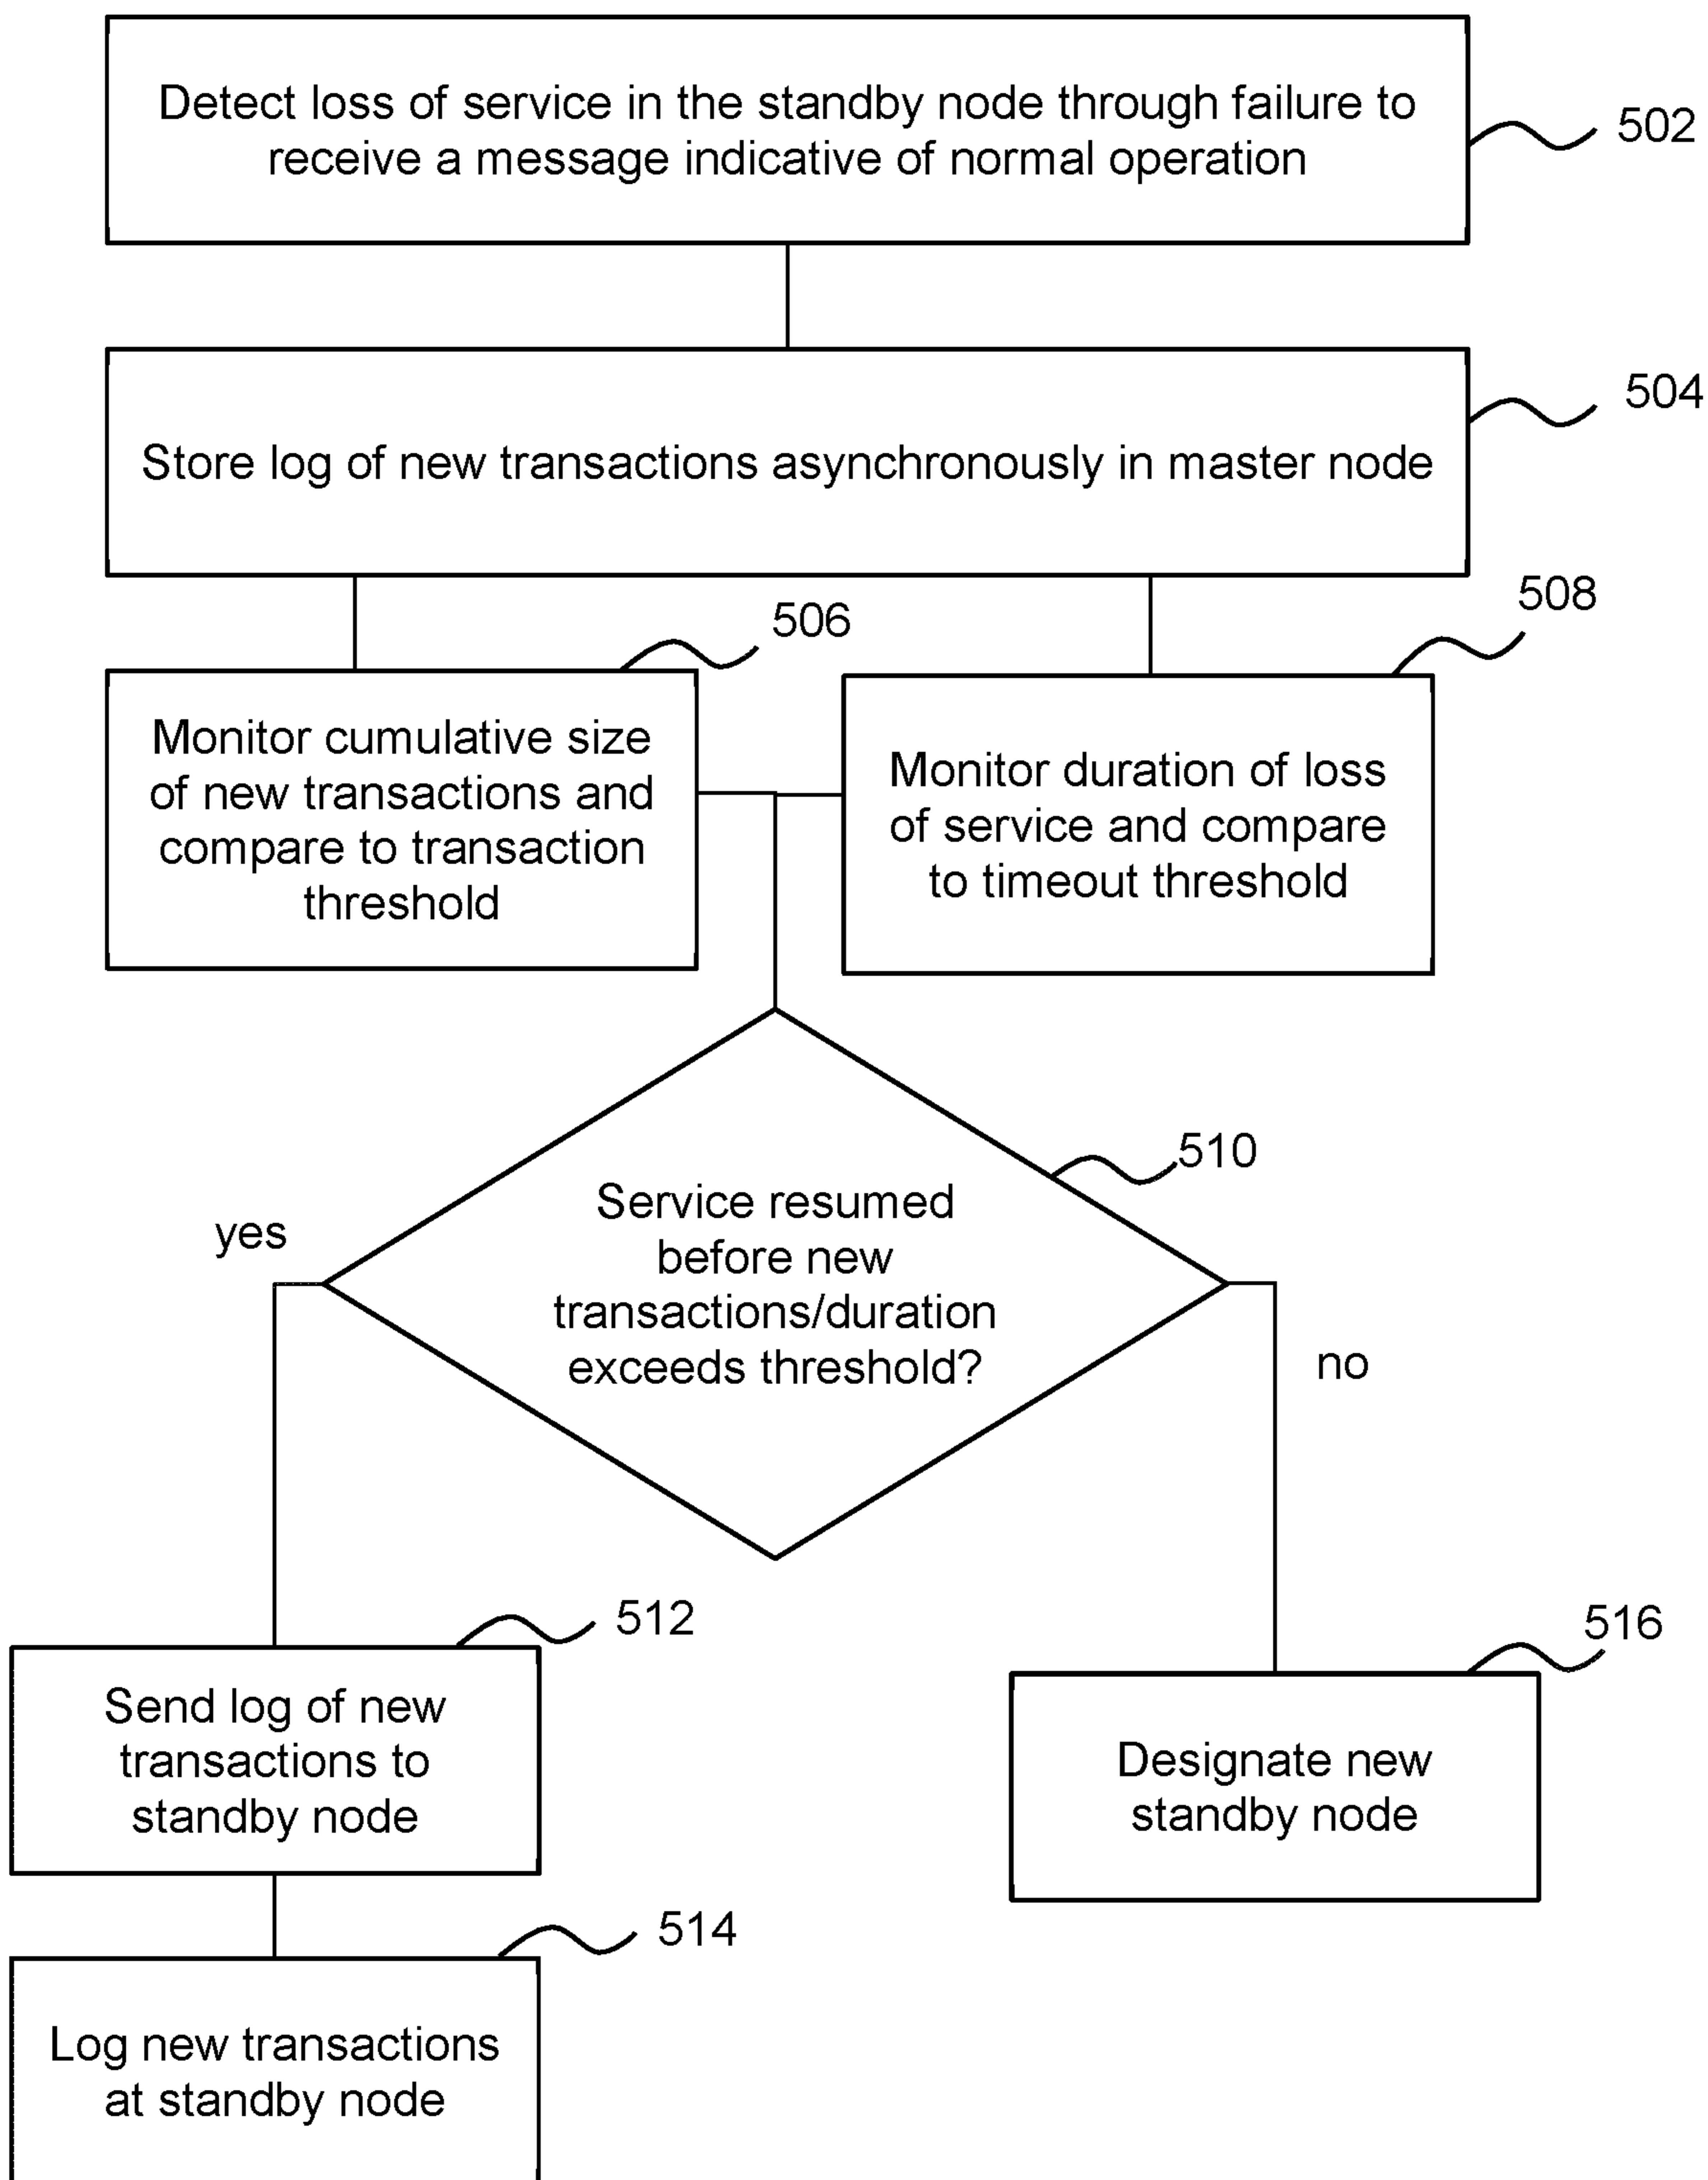 Detect loss of service in the standby node through failure to
receive a message indicative of normal operation
502
504
Store log of new transactions asynchronously in master node
508
506
Monitor cumulative size
of new transactions and
compare to transaction
threshold
Monitor duration of loss
of service and compare
to timeout threshold
510
Service resumed
before new
transactions/duration
exceeds threshold?
yes
no
512
516
Send log of new
transactions to
standby node
Designate new
standby node
514
Log new transactions
at standby node